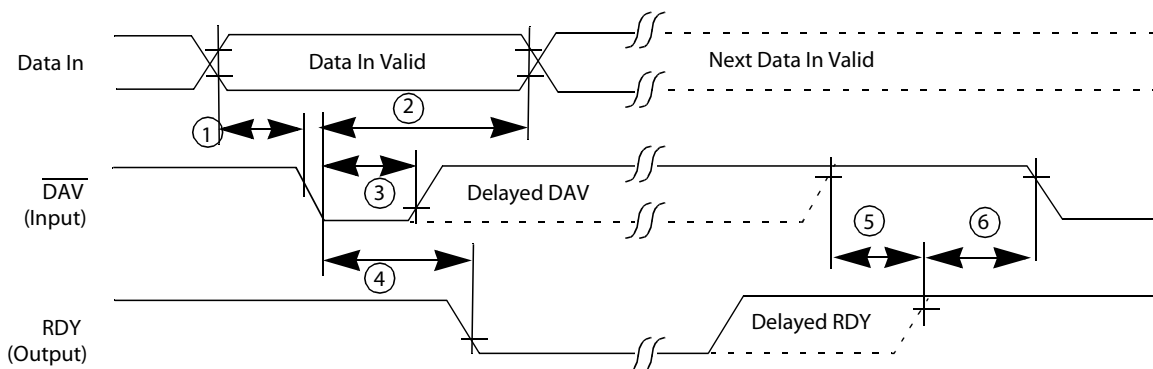 Data In
Data In Valid
Next Data In Valid
1
2
DAV
(Input)
3
Delayed DAV
4
5
6
RDY
(Output)
Delayed RDY